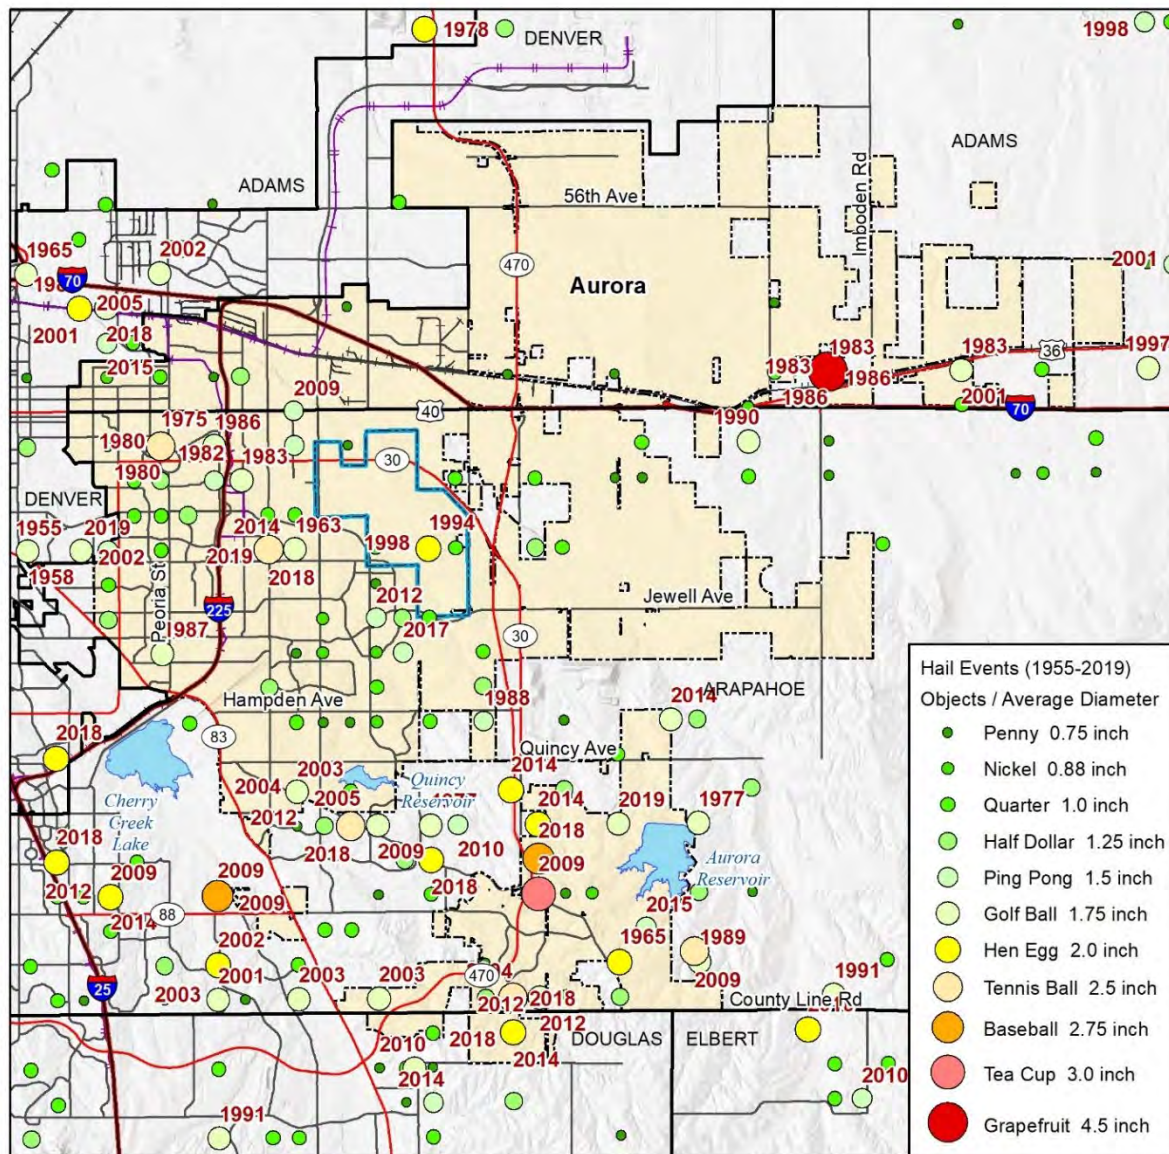 1978
1998
DENVER
ADAMS
ADAMS
56th Ave
Imboden Rd
1965
2002
470
2001
70
Aurora
2005
2001
2018
1983
1983
1997
36
2015
1983
1986
2009
1986
40
1990
2001
70
1975
1986
1980
1982
1983
30
1980
DENVER
1955
2019
2014
1963
1994
2002
2019
1998
1958
2018
Peoria St
225
2012
Jewell Ave
1987
2017
30
Hampden Ave
1988
2014
ARAPAHOE
83
Quincy Ave
2018
2003
2014
2004
Quincy
Reservoir
Cherry
Creek
Lake
2005
2014
2019
1977
2012
2018
2018
2018
2009
2010
2009
Aurora
Reservoir
2009
2009
2012
2009
2018
2015
88
2014
2002
1965
1989
470
1991
2001
2003
2003
2009
25
2003
2012
2018
County Line Rd
2012
2010
2018
DOUGLAS
ELBERT
2014
2014
2010
1991
Hail Events (1955-2019)
Objects / Average Diameter
Penny 0.75 inch
Nickel 0.88 inch
Quarter 1.0 inch
Half Dollar 1.25 inch
Ping Pong 1.5 inch
Golf Ball 1.75 inch
Hen Egg 2.0 inch
Tennis Ball 2.5 inch
Baseball 2.75 inch
Tea Cup 3.0 inch
Grapefruit 4.5 inch